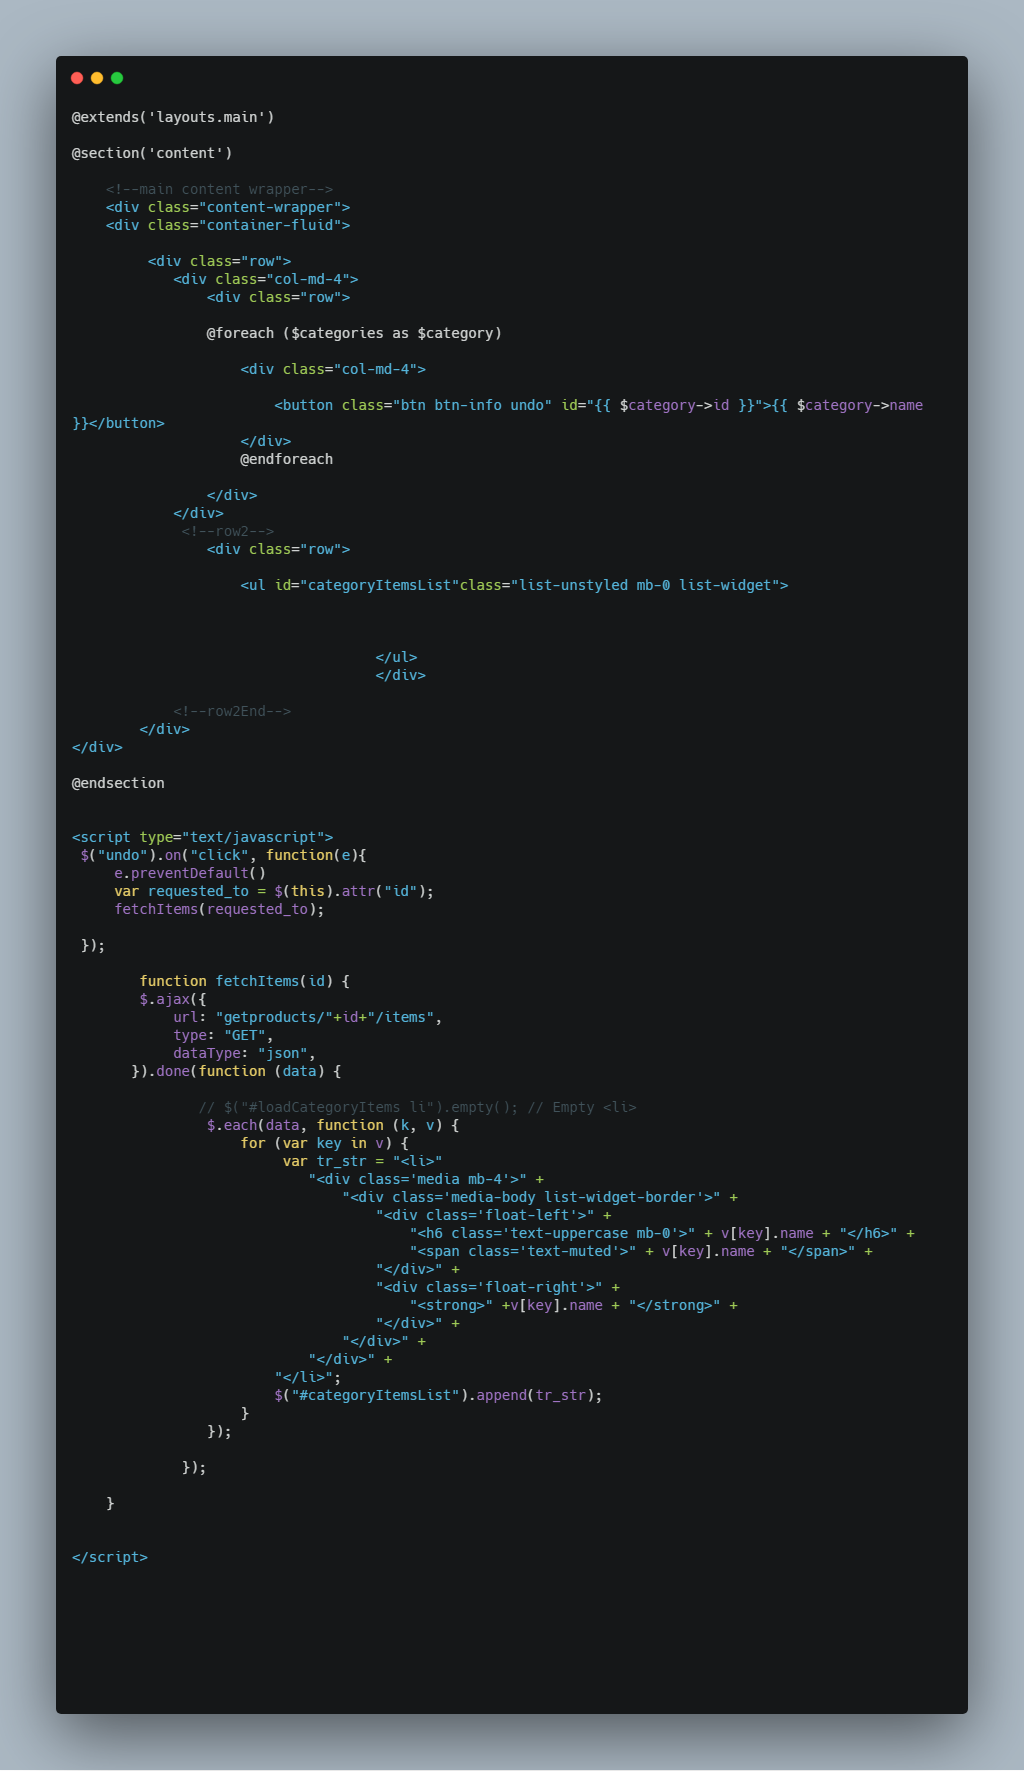 @extends('layouts.main')
@section('content')
<!--main content wrapper-->
<div class="content-wrapper">
<div class="container-fluid">
<div class="row">
<div class="col-md-4">
<div class="row">
@foreach ($categories as $category)
<div class="col-md-4">
<button class="btn btn-info undo" id="{{ $category->id }}">{{ $category->name
}}</button>
</div>
@endforeach
</div>
</div>
<!--row2-->
<div class="row">
<ul id="categoryItemsList"class="list-unstyled mb-0 list-widget">
</ul>
</div>
<!--row2End-->
</div>
</div>
@endsection
<script type="text/javascript">
$("undo").on("click", function(e){
e.preventDefault()
var requested_to = $(this).attr("id");
fetchItems(requested_to);
});
function fetchItems(id) {
$.ajax({
url: "getproducts/"+id+"/items",
type: "GET",
dataType: "json",
}).done(function (data) {
// $("#loadCategoryItems li").empty(); // Empty <li>
$.each(data, function (k, v) {
for (var key in v) {
var tr_str = "<li>"
"<div class='media mb-4'>" +
"<div class='media-body list-widget-border'>" +
"<div class='float-left'>" +
"<h6 class='text-uppercase mb-0'>" + v[key].name + "</h6>" +
"<span class='text-muted'>" + v[key].name + "</span>" +
"</div>" +
"<div class='float-right'>" +
"<strong>" +v[key].name + "</strong>" +
"</div>" +
"</div>" +
"</div>" +
"</li>";
$("#categoryItemsList").append(tr_str);
}
});
});
}
</script>